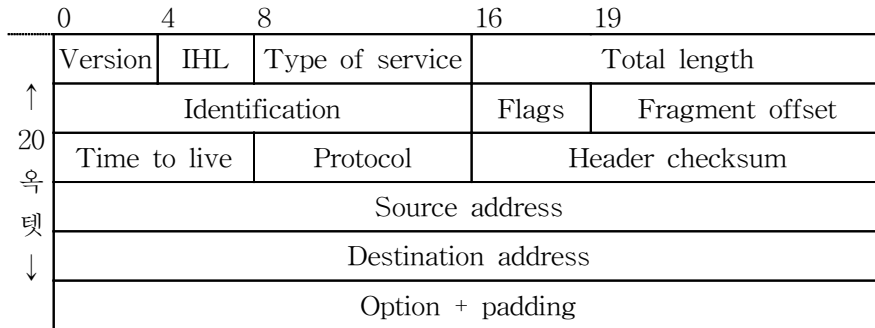 0 4 8 16 19
Version IHL Type of service Total length
↑ Identification Flags Fragment offset
20 Time to live Protocol Header checksum
옥 Source address
텟 Destination address
↓ Option + padding